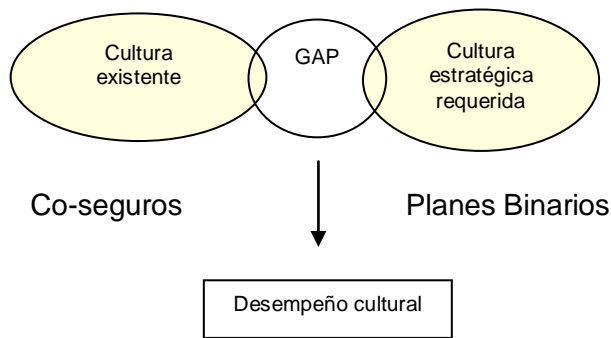 Cultura
existente
GAP
Cultura
estratégica
requerida
Co-seguros
Planes Binarios
Desempeño cultural